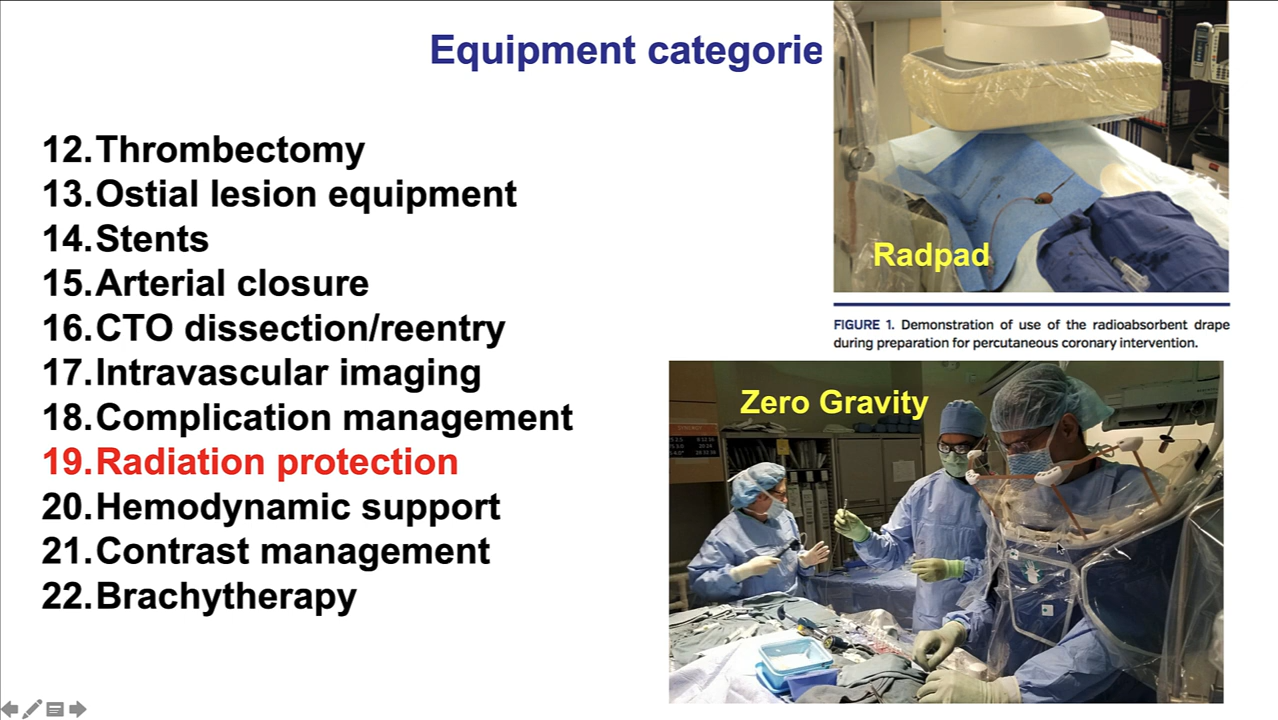 Equipment categorie
12. Thrombectomy
13. Ostial lesion equipment
14. Stents
15. Arterial closure
16. CTO dissection/reentry
17. Intravascular imaging
18. Complication management
19. Radiation protection
20. Hemodynamic support
21. Contrast management
22. Brachytherapy
Radpad
FIGURE 1. Demonstration of use of the radioabsorbent drape
during preparation for percutaneous coronary intervention.
Zero Gravity